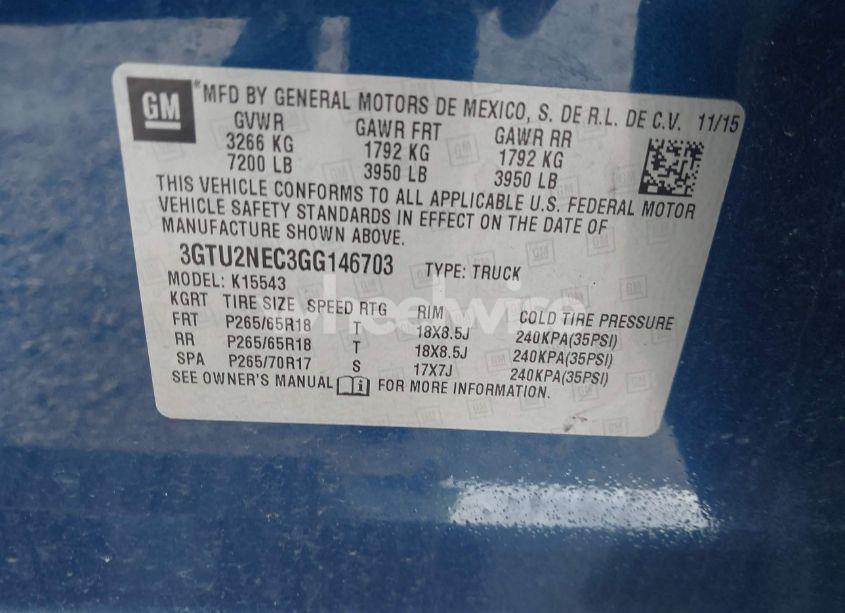 GM *MFD BY GENERAL MOTORS DE MEXICO, S. DE R.L. DE C.V. 11/15
GVWR GAWR FRT GAWR RR
3266 KG 1792 KG 1792 KG
7200 LB 3950 LB 3950 LB
THIS VEHICLE CONFORMS TO ALL APPLICABLE U.S. FEDERAL MOTOR
VEHICLE SAFETY STANDARDS IN EFFECT ON THE DATE OF
MANUFACTURE SHOWN ABOVE.
3GTU2NEC3GG146703 TYPE: TRUCK
MODEL: K15543
KGRT TIRE SIZE SPEED RTG RIM COLD TIRE PRESSURE
FRT P265/65R18 T 18X8.5J 240KPA(35PSI)
RR P265/65R18 T 18X8.5J 240KPA(35PSI)
SPA P265/70R17 S 17X7J 240KPA(35PSI)
SEE OWNER'S MANUAL FOR MORE INFORMATION.
wheelwise